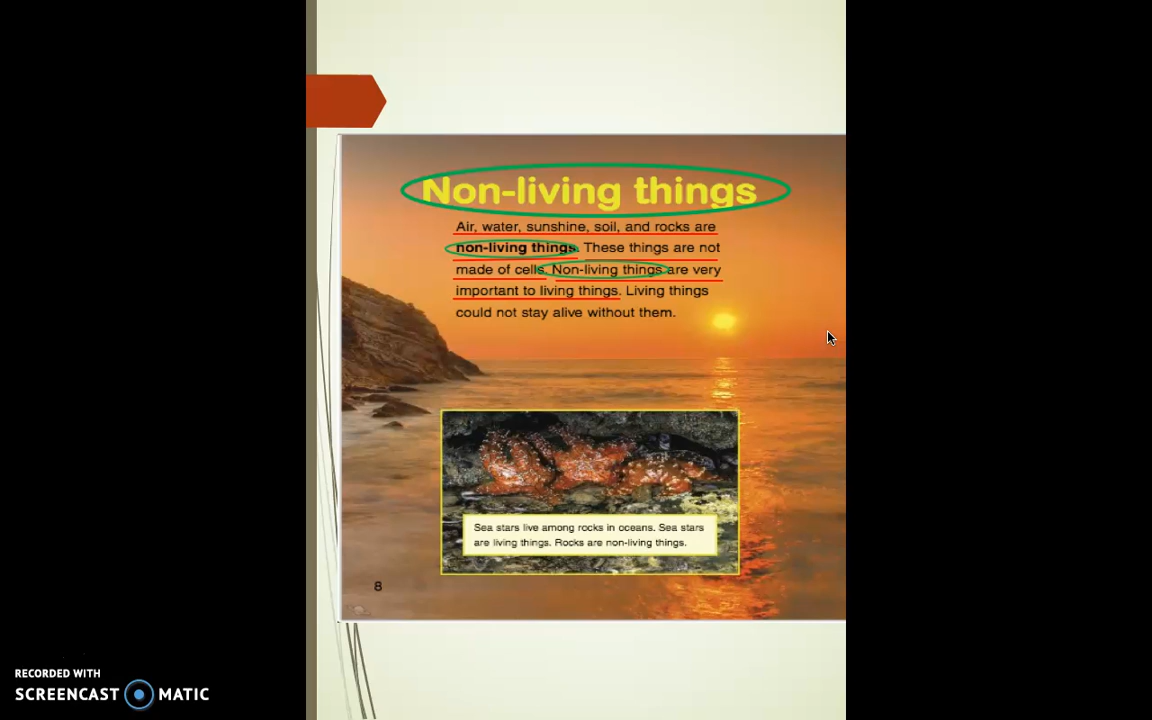 Non-living things
Air, water, sunshine, soil, and rocks are
non-living things. These things are not
made of cells. Non-living things are very
important to living things. Living things
could not stay alive without them.
Sea stars live among rocks in oceans. Sea stars
are living things. Rocks are non-living things.
8
RECORDED WITH
SCREENCAST MATIC